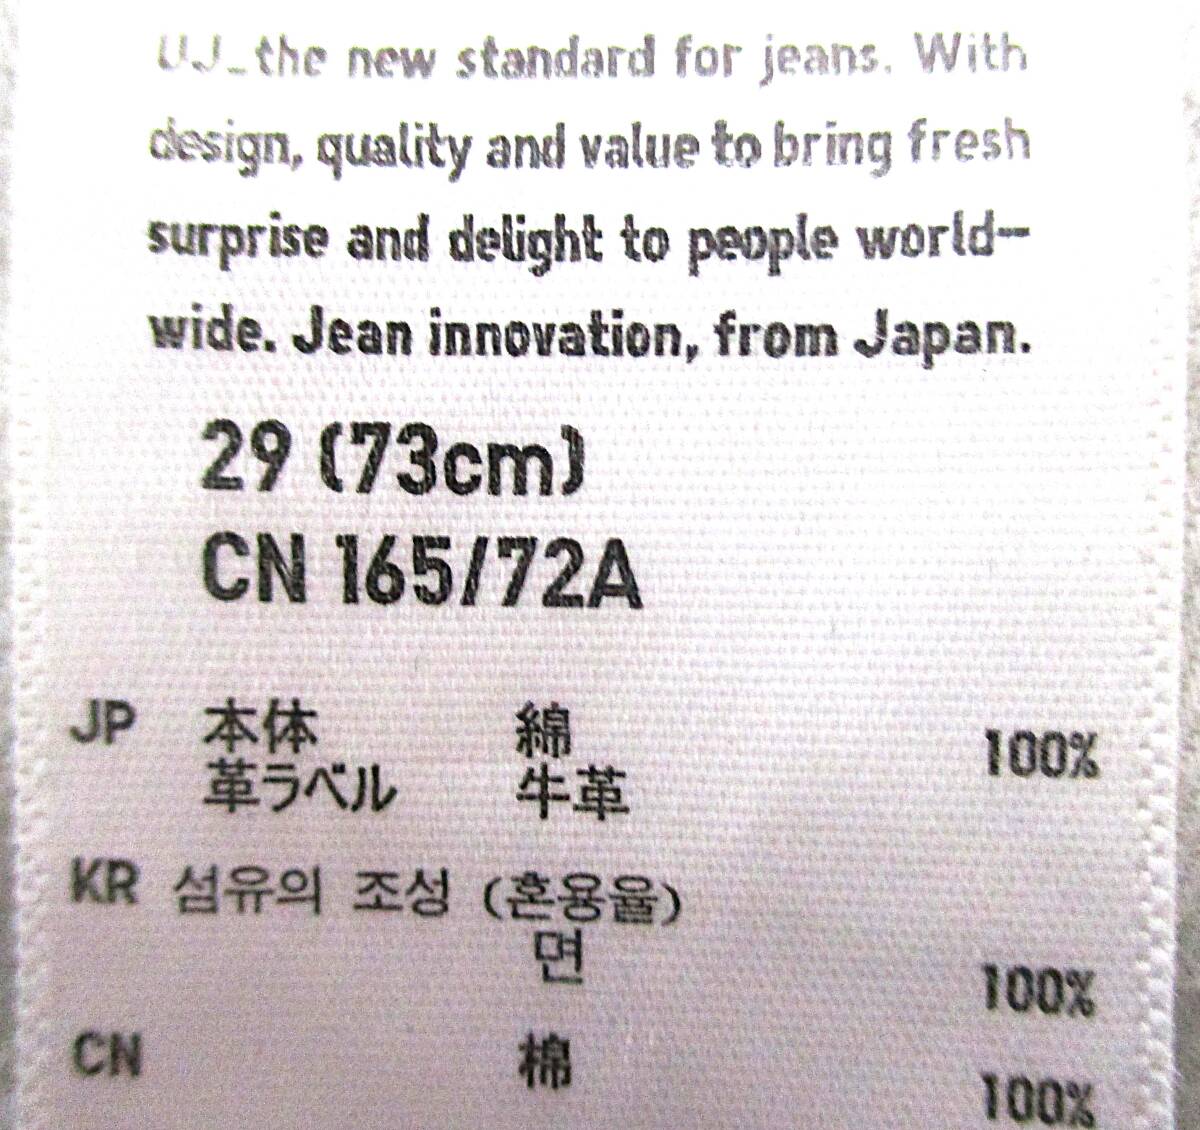 UJ_the new standard for jeans. With
design, quality and value to bring fresh
surprise and delight to people world-
wide. Jean innovation, from Japan.
29 (73cm)
CN 165/72A
JP 本体 綿 100%
革ラベル 牛革
KR 섬유의 조성 (혼용율)
면 100%
CN 棉 100%